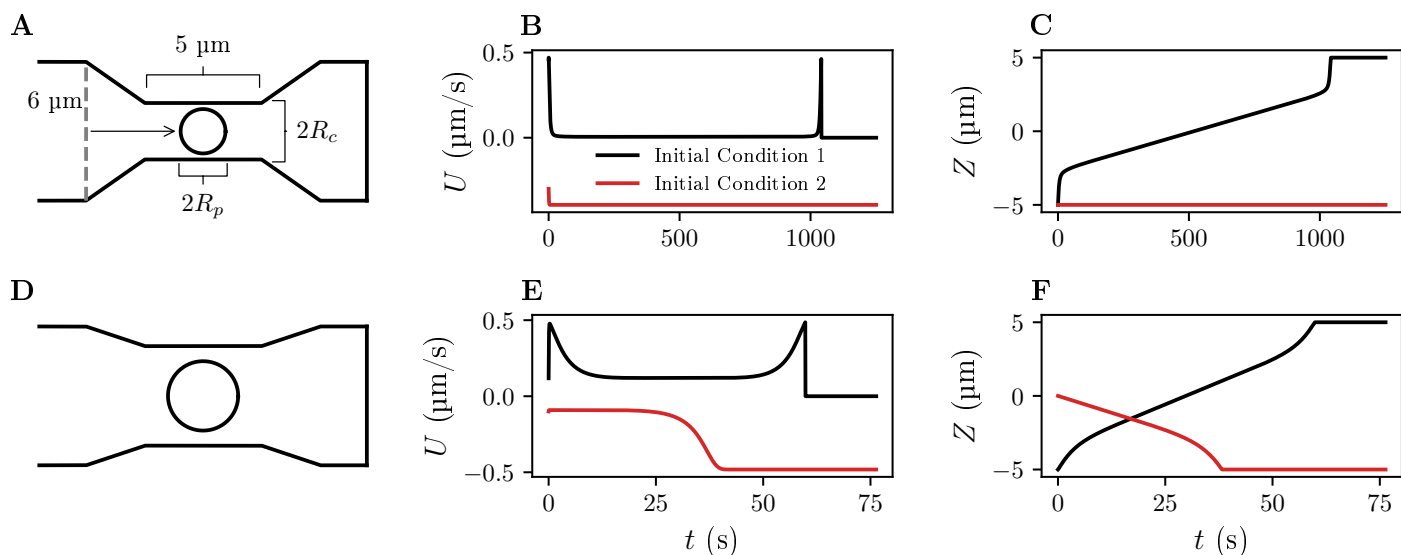 A
5 µm
6 µm
2R_c
2R_p
B
U (µm/s)
0.5
0.0
Initial Condition 1
Initial Condition 2
0
500
1000
C
Z (µm)
5
0
−5
0
500
1000
D
E
U (µm/s)
0.5
0.0
−0.5
0
25
50
75
t (s)
F
Z (µm)
5
0
−5
0
25
50
75
t (s)